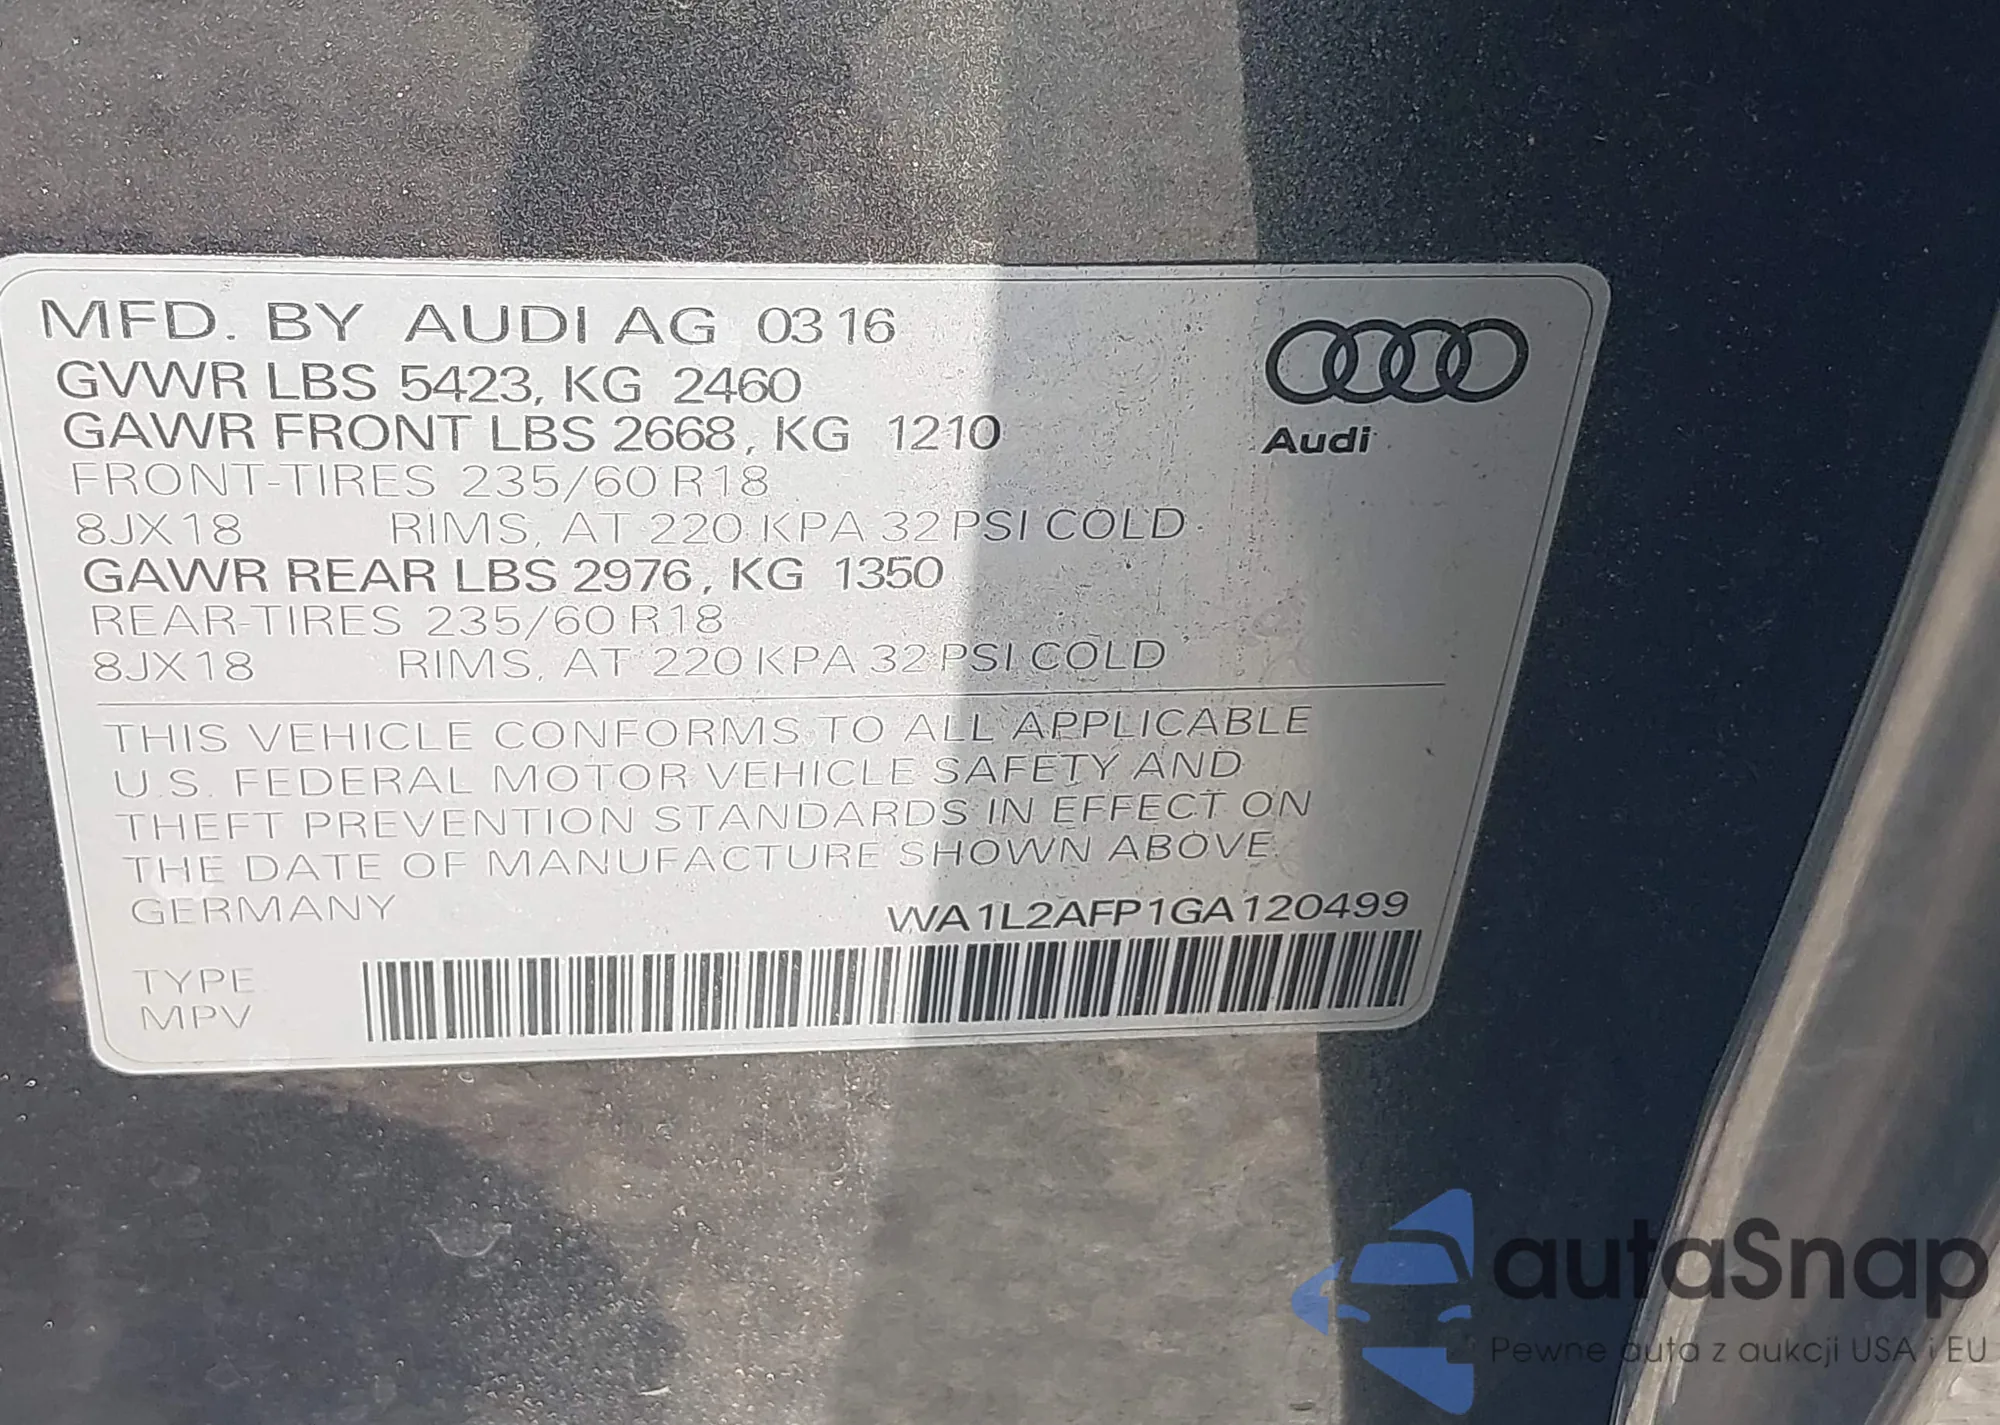 MFD. BY AUDI AG 03 16
GVWR LBS 5423, KG 2460
GAWR FRONT LBS 2668, KG 1210
FRONT-TIRES 235/60 R18
8JX18 RIMS, AT 220 KPA 32 PSI COLD
GAWR REAR LBS 2976, KG 1350
REAR-TIRES 235/60 R18
8JX18 RIMS, AT 220 KPA 32 PSI COLD
Audi
THIS VEHICLE CONFORMS TO ALL APPLICABLE
U.S. FEDERAL MOTOR VEHICLE SAFETY AND
THEFT PREVENTION STANDARDS IN EFFECT ON
THE DATE OF MANUFACTURE SHOWN ABOVE.
GERMANY WA1L2AFP1GA120499
TYPE
MPV
autaSnap
Pewne auta z aukcji USA i EU